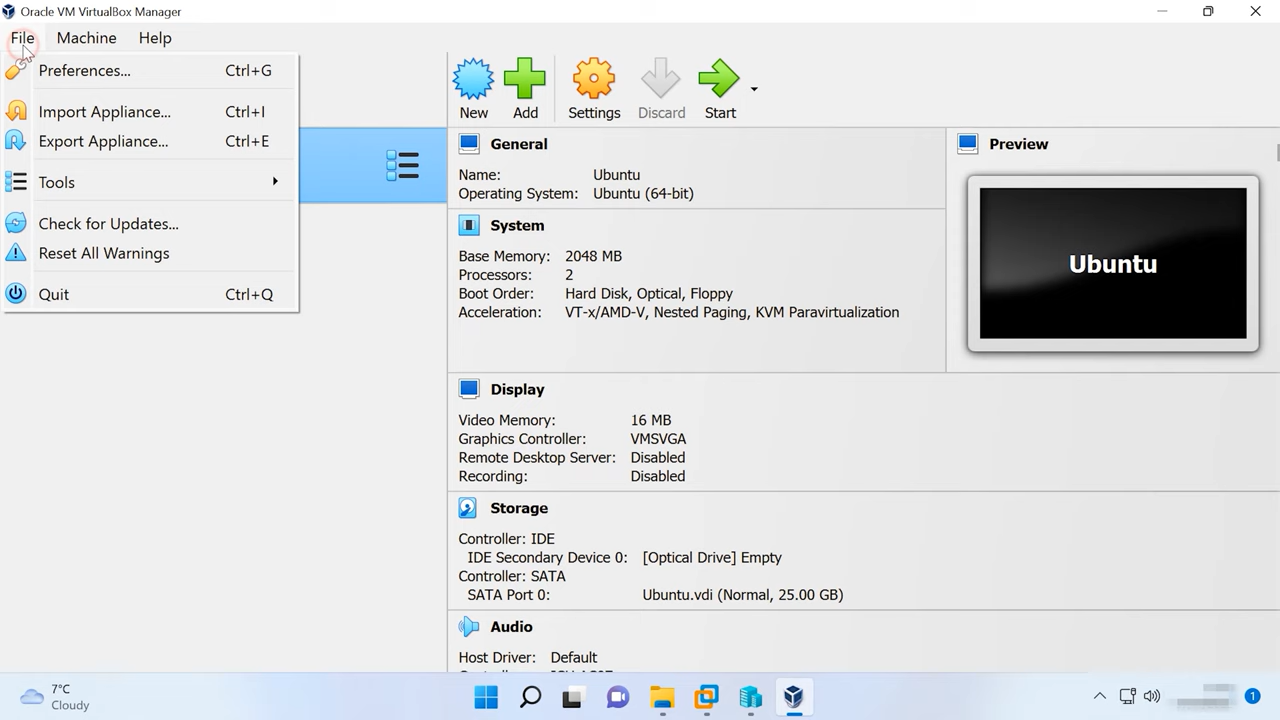 Oracle VM VirtualBox Manager
File Machine Help
Preferences... Ctrl+G
Import Appliance... Ctrl+I
Export Appliance... Ctrl+E
Tools
Check for Updates...
Reset All Warnings
Quit Ctrl+Q
New Add Settings Discard Start
General
Name: Ubuntu
Operating System: Ubuntu (64-bit)
System
Base Memory: 2048 MB
Processors: 2
Boot Order: Hard Disk, Optical, Floppy
Acceleration: VT-x/AMD-V, Nested Paging, KVM Paravirtualization
Display
Video Memory: 16 MB
Graphics Controller: VMSVGA
Remote Desktop Server: Disabled
Recording: Disabled
Storage
Controller: IDE
IDE Secondary Device 0: [Optical Drive] Empty
Controller: SATA
SATA Port 0: Ubuntu.vdi (Normal, 25.00 GB)
Audio
Host Driver: Default
Preview
Ubuntu
7°C
Cloudy
1